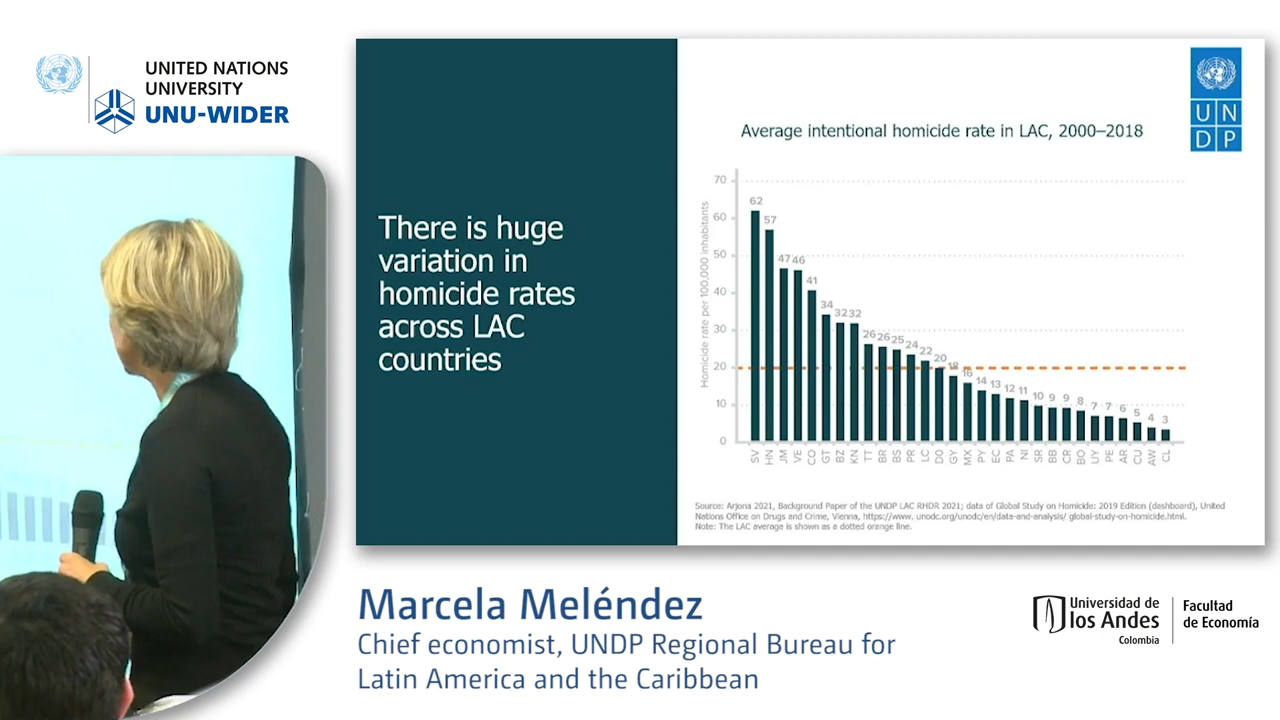 UNITED NATIONS
UNIVERSITY
UNU-WIDER
There is huge
variation in
homicide rates
across LAC
countries
U N
D P
Average intentional homicide rate in LAC, 2000–2018
Homicide rate per 100,000 inhabitants
70
60
50
40
30
20
10
0
62 57 47 46 41 34 32 32 26 26 25 24 22 20 18 16 14 13 12 11 10 9 9 8 7 7 6 5 4 3
SV HN JM VE CO GT BZ KN TT BR BS PR LC DO GY MX PY EC PA NI SR BB CR BO UY PE AR CU AW CL
Source: Arjona 2021, Background Paper of the UNDP LAC RHDR 2021; data of Global Study on Homicide: 2019 Edition (dashboard), United
Nations Office on Drugs and Crime, Vienna, https://www. unodc.org/unodc/en/data-and-analysis/ global-study-on-homicide.html.
Note: The LAC average is shown as a dotted orange line.
Marcela Meléndez
Chief economist, UNDP Regional Bureau for
Latin America and the Caribbean
Universidad de
los Andes
Colombia
Facultad
de Economía